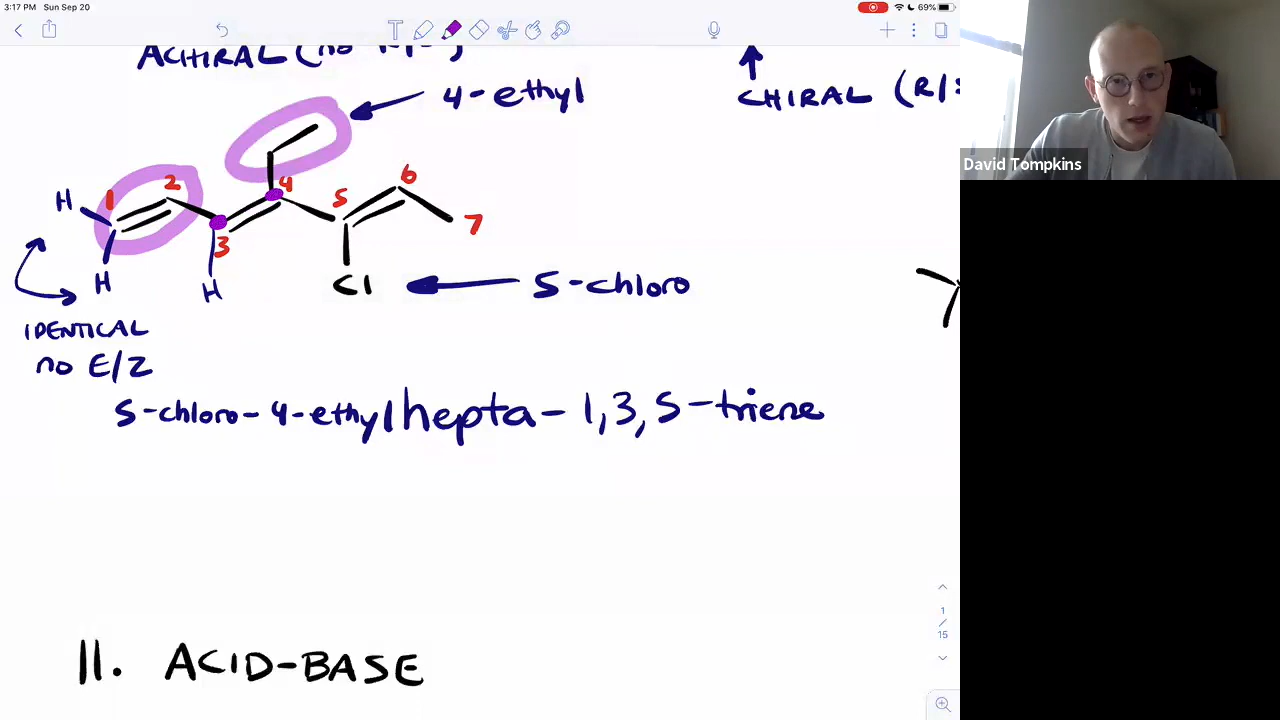 3:17 PM Sun Sep 20
69%
T
ACHIRAL (no
CHIRAL (R/
4-ethyl
H 1 2 3 4 5 6 7
H
H
Cl
5-chloro
IDENTICAL
no E/Z
5-chloro-4-ethylhepta-1,3,5-triene
II. ACID-BASE
1
/
15
David Tompkins